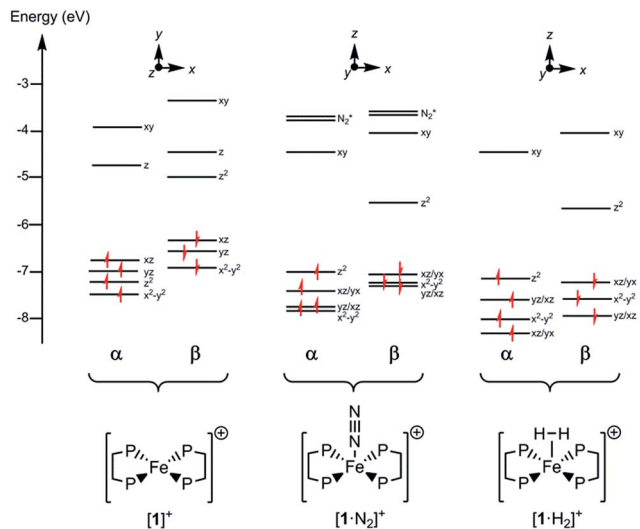 Energy (eV)
-3
-4
-5
-6
-7
-8
y
z x
xy
z
xz
yz
z²
x²-y²
α
xy
z
z²
xz
yz
x²-y²
β
z
y x
N₂*
xy
z²
xz/yx
yz/xz
x²-y²
α
N₂*
xy
z²
xz/yx
x²-y²
yz/xz
β
z
y x
xy
z²
yz/xz
x²-y²
xz/yx
α
xy
z²
xz/yx
x²-y²
yz/xz
β
P P
Fe
P P
+
[1]⁺
N
N
P P
Fe
P P
+
[1·N₂]⁺
H-H
P P
Fe
P P
+
[1·H₂]⁺